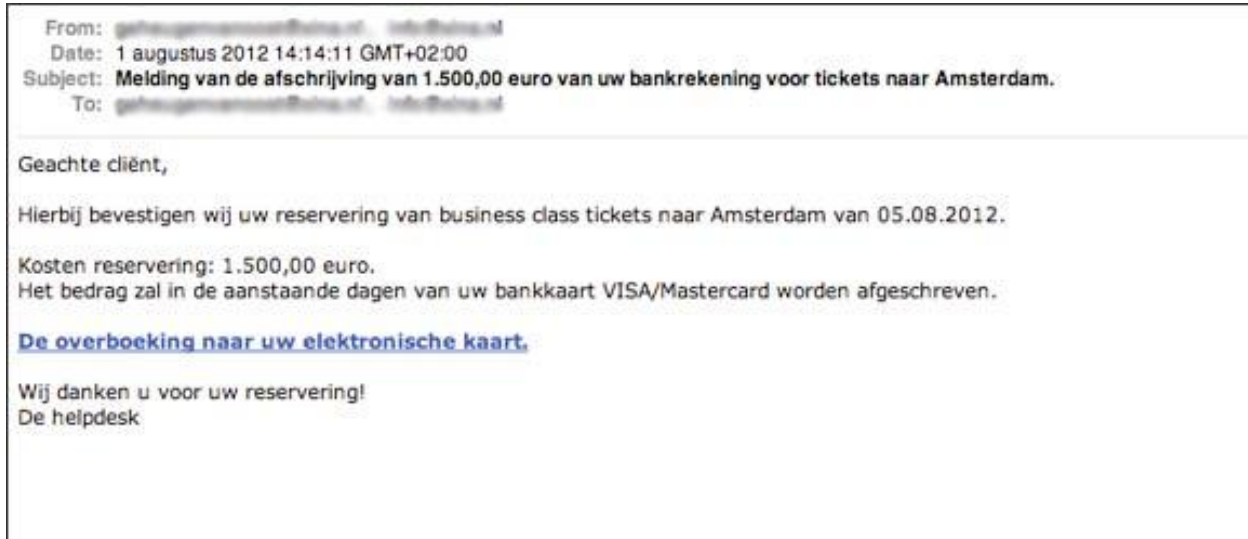 From:
Date: 1 augustus 2012 14:14:11 GMT+02:00
Subject: Melding van de afschrijving van 1.500,00 euro van uw bankrekening voor tickets naar Amsterdam.
To:
Geachte cliënt,
Hierbij bevestigen wij uw reservering van business class tickets naar Amsterdam van 05.08.2012.
Kosten reservering: 1.500,00 euro.
Het bedrag zal in de aanstaande dagen van uw bankkaart VISA/Mastercard worden afgeschreven.
De overboeking naar uw elektronische kaart.
Wij danken u voor uw reservering!
De helpdesk